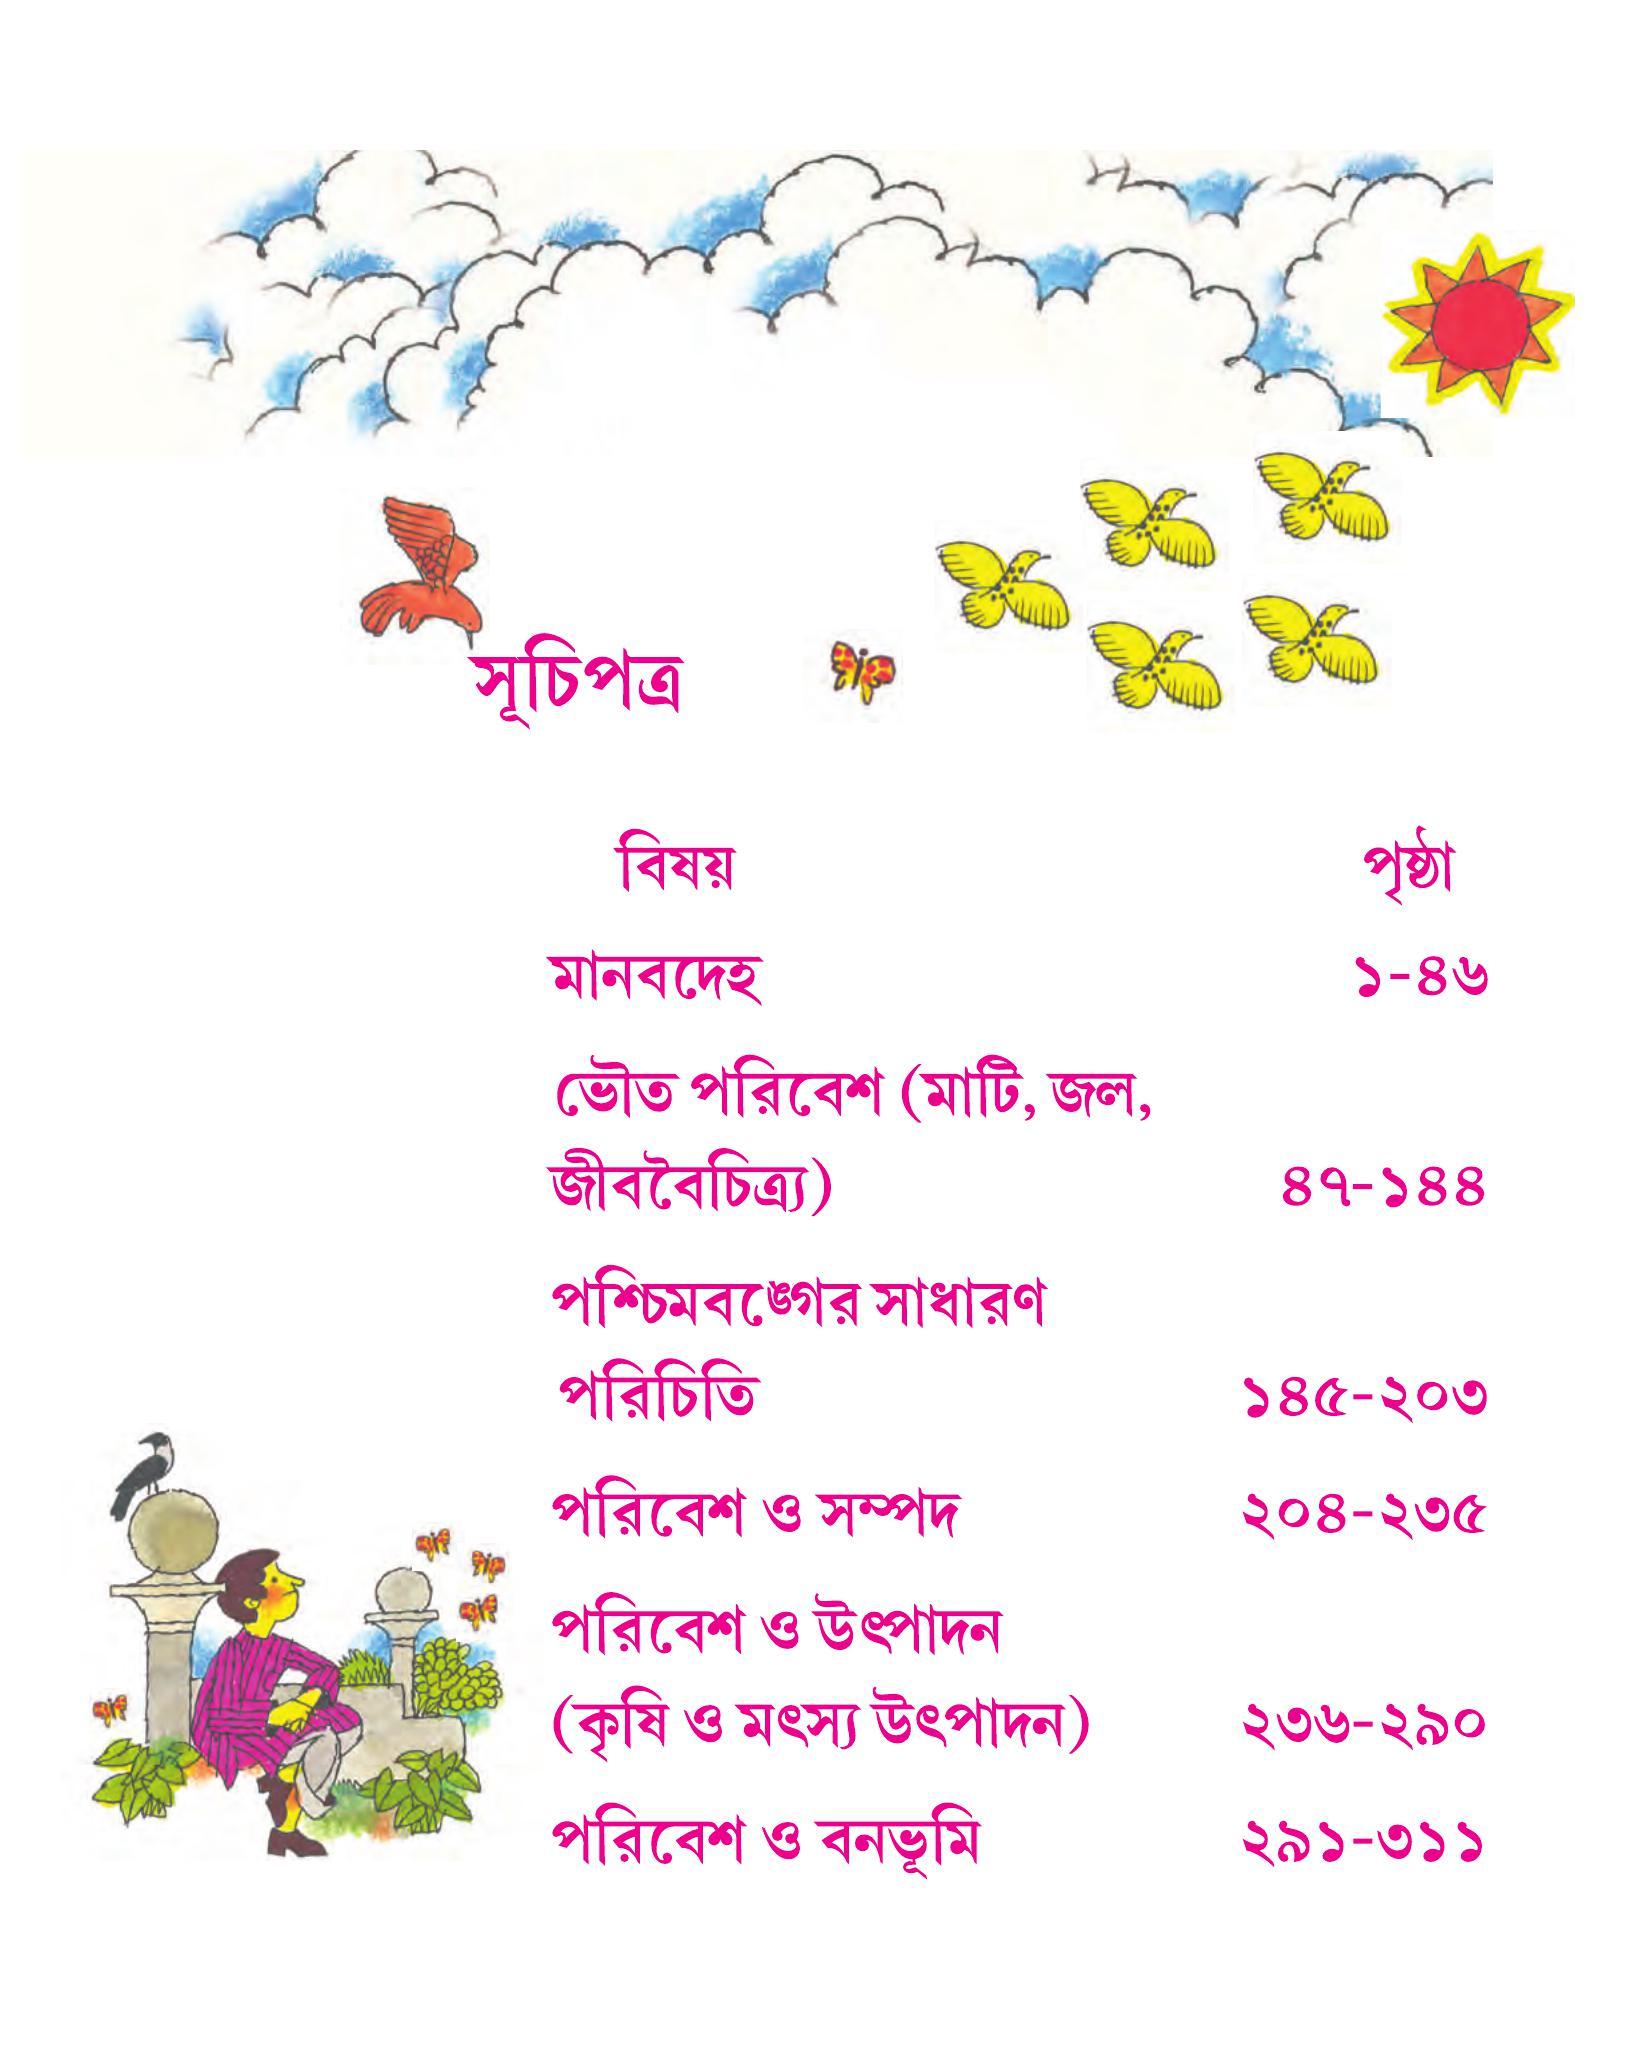 সূচিপত্র
বিষয় পৃষ্ঠা
মানবদেহ ১-৪৬
ভৌত পরিবেশ (মাটি, জল,
জীববৈচিত্র্য) ৪৭-১৪৪
পশ্চিমবঙ্গের সাধারণ
পরিচিতি ১৪৫-২০৩
পরিবেশ ও সম্পদ ২০৪-২৩৫
পরিবেশ ও উৎপাদন
(কৃষি ও মৎস্য উৎপাদন) ২৩৬-২৯০
পরিবেশ ও বনভূমি ২৯১-৩১১